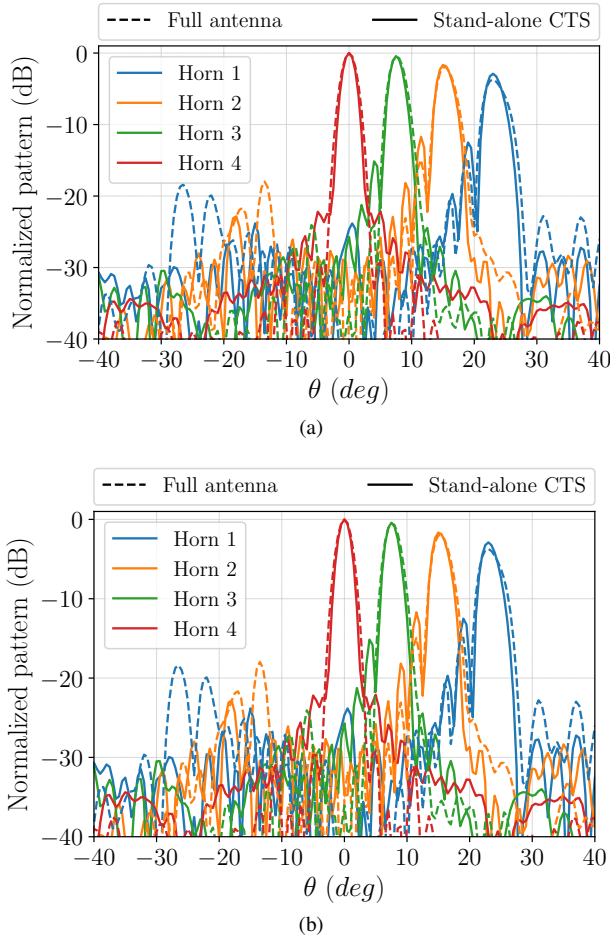 Full antenna Stand-alone CTS
0
−10
−20
−30
−40
Normalized pattern (dB)
Horn 1
Horn 2
Horn 3
Horn 4
−40 −30 −20 −10 0 10 20 30 40
θ (deg)
(a)
Full antenna Stand-alone CTS
0
−10
−20
−30
−40
Normalized pattern (dB)
Horn 1
Horn 2
Horn 3
Horn 4
−40 −30 −20 −10 0 10 20 30 40
θ (deg)
(b)